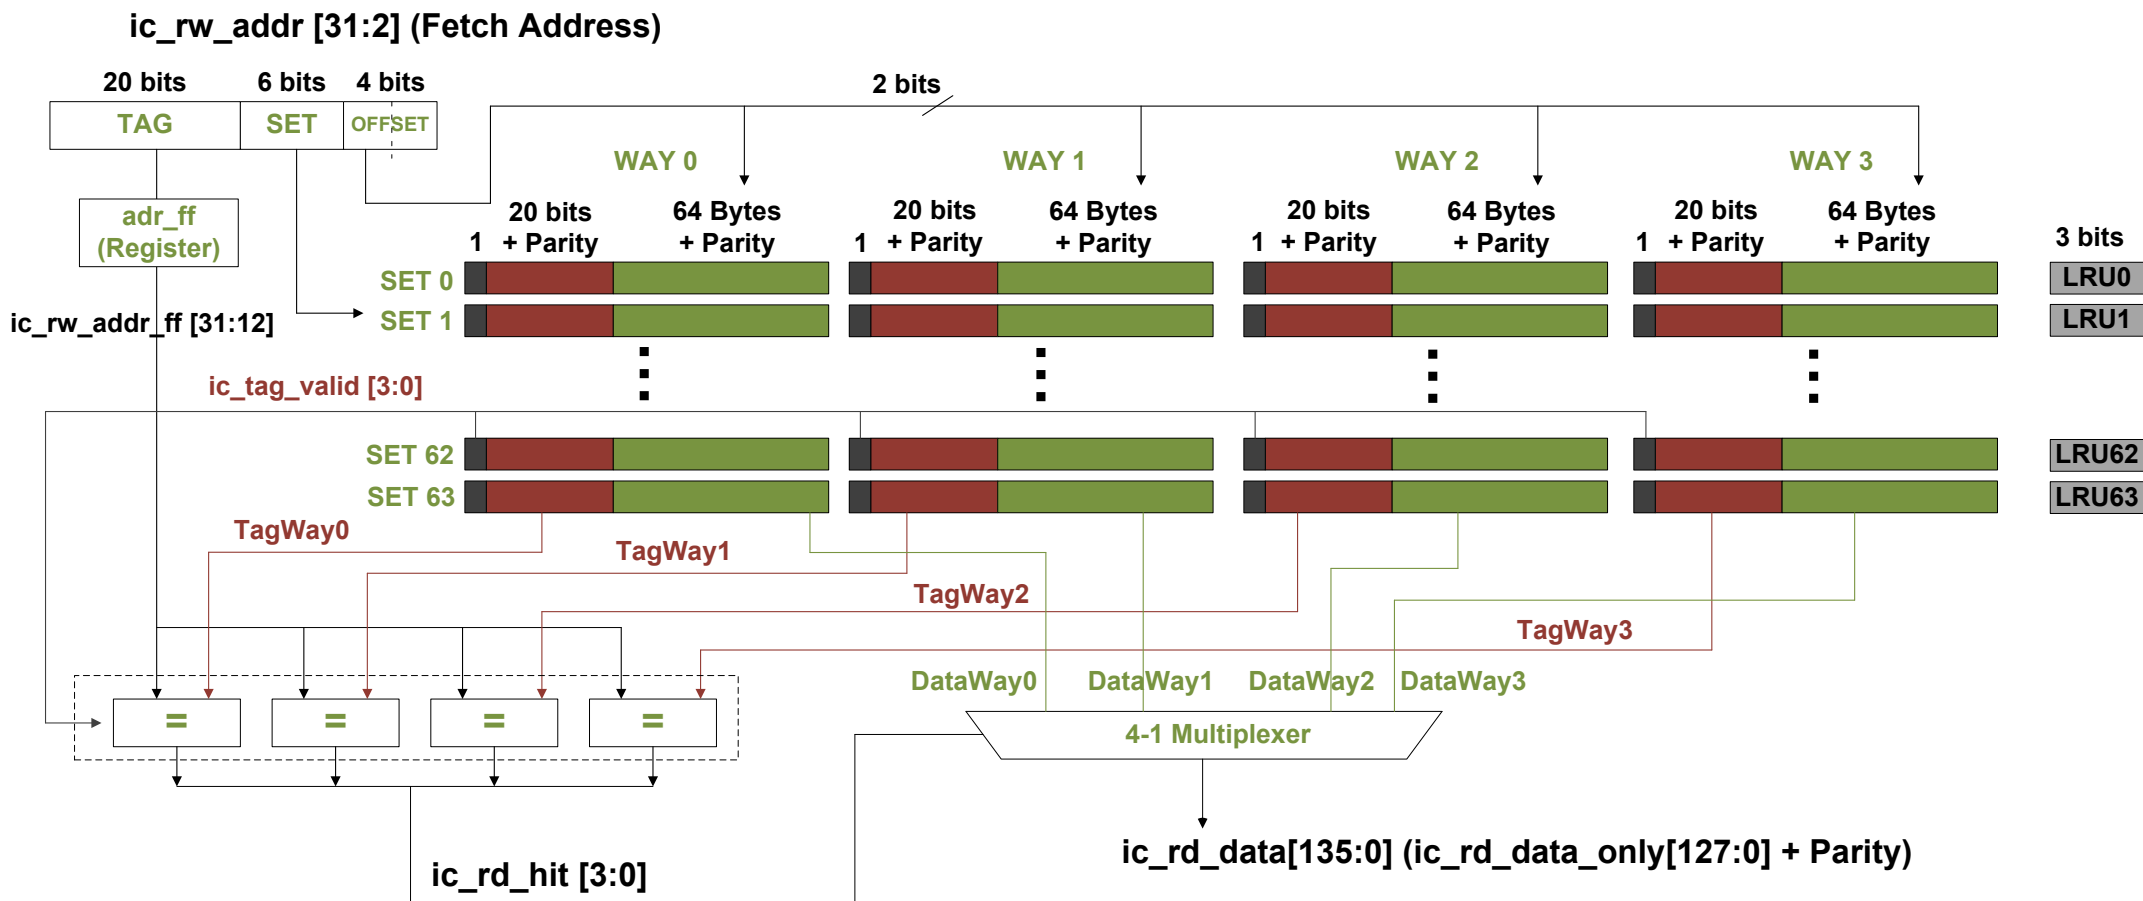 ic_rw_addr [31:2] (Fetch Address)
20 bits 6 bits 4 bits
2 bits
TAG SET OFFSET
WAY 0 WAY 1 WAY 2 WAY 3
adr_ff
(Register)
20 bits 64 Bytes 20 bits 64 Bytes 20 bits 64 Bytes 20 bits 64 Bytes
1 + Parity + Parity 1 + Parity + Parity 1 + Parity + Parity 1 + Parity + Parity 3 bits
SET 0 LRU0
SET 1 LRU1
ic_rw_addr_ff [31:12]
ic_tag_valid [3:0]
SET 62 LRU62
SET 63 LRU63
TagWay0
TagWay1
TagWay2
TagWay3
DataWay0 DataWay1 DataWay2 DataWay3
= = = =
4-1 Multiplexer
ic_rd_data[135:0] (ic_rd_data_only[127:0] + Parity)
ic_rd_hit [3:0]